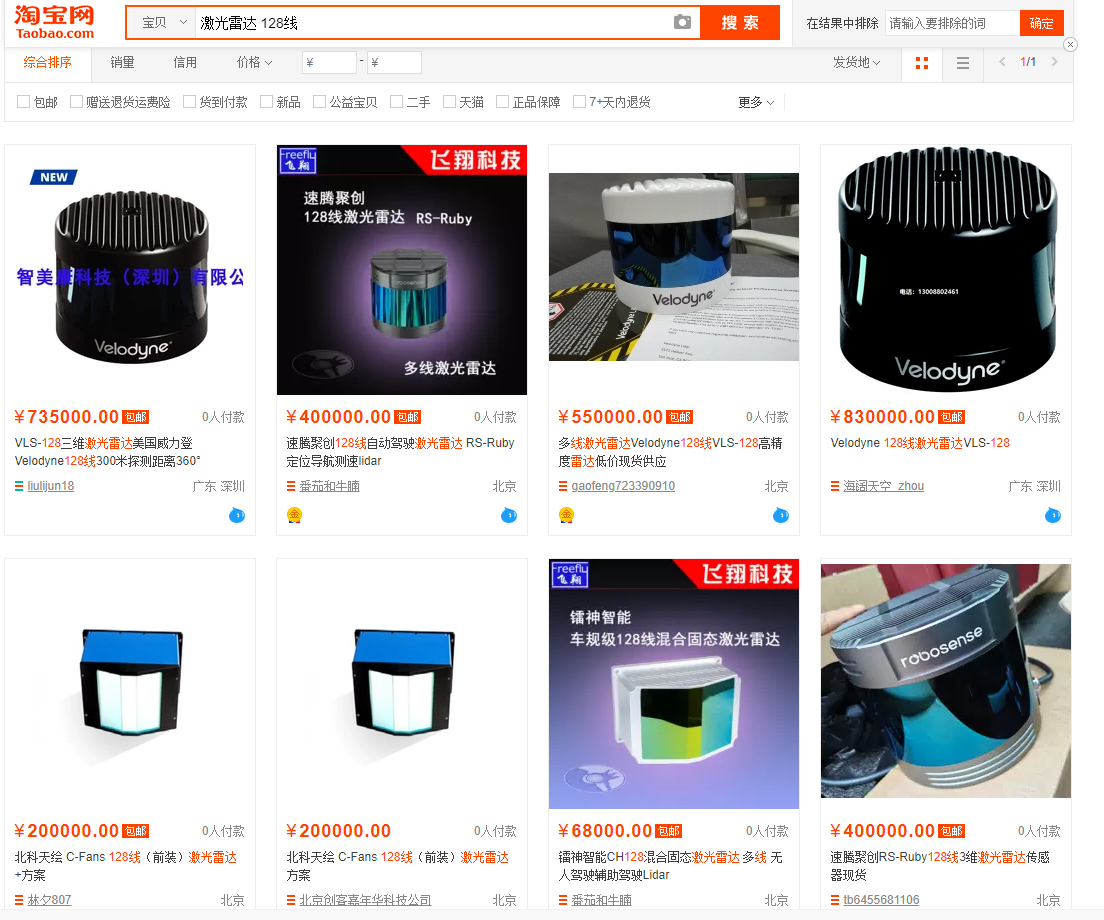 淘宝网
Taobao.com
宝贝
激光雷达 128线
搜 索
在结果中排除
请输入要排除的词
确定
综合排序
销量
信用
价格
¥
-
¥
发货地
1/1
包邮
赠送退货运费险
货到付款
新品
公益宝贝
二手
天猫
正品保障
7+天内退货
更多
NEW
智美康科技（深圳）有限公
Velodyne
Freefly
飞翔
飞翔科技
速腾聚创
128线激光雷达 RS-Ruby
robosense
多线激光雷达
Velodyne
Velodyne
电话：13008802461
Velodyne
¥735000.00 包邮
0人付款
VLS-128三维激光雷达美国威力登
Velodyne128线300米探测距离360°
liulijun18
广东 深圳
¥400000.00 包邮
0人付款
速腾聚创128线自动驾驶激光雷达 RS-Ruby
定位导航测速lidar
番茄和牛腩
北京
¥550000.00 包邮
0人付款
多线激光雷达Velodyne128线VLS-128高精
度雷达低价现货供应
gaofeng723390910
北京
¥830000.00 包邮
0人付款
Velodyne 128线激光雷达VLS-128
海阔天空_zhou
广东 深圳
Freefly
飞翔
飞翔科技
镭神智能
车规级128线混合固态激光雷达
robosense
¥200000.00 包邮
0人付款
北科天绘 C-Fans 128线（前装）激光雷达
+方案
林夕807
北京
¥200000.00
0人付款
北科天绘 C-Fans 128线（前装）激光雷达
方案
北京创客嘉年华科技公司
北京
¥68000.00 包邮
0人付款
镭神智能CH128混合固态激光雷达 多线 无
人驾驶辅助驾驶Lidar
番茄和牛腩
北京
¥400000.00 包邮
0人付款
速腾聚创RS-Ruby128线3维激光雷达传感
器现货
tb6455681106
北京